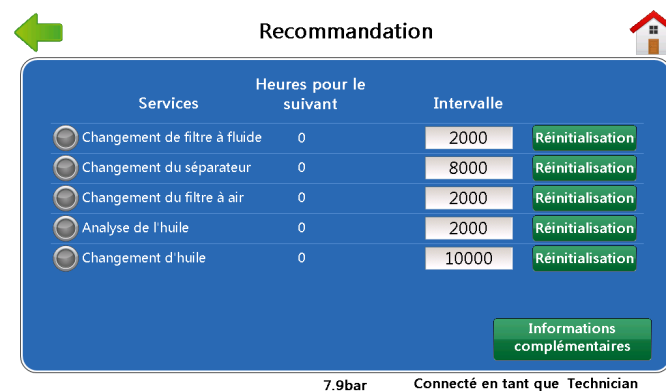 Recommandation
Services Heures pour le suivant Intervalle
Changement de filtre à fluide 0 2000 Réinitialisation
Changement du séparateur 0 8000 Réinitialisation
Changement du filtre à air 0 2000 Réinitialisation
Analyse de l'huile 0 2000 Réinitialisation
Changement d'huile 0 10000 Réinitialisation
Informations
complémentaires
7.9bar Connecté en tant que Technician